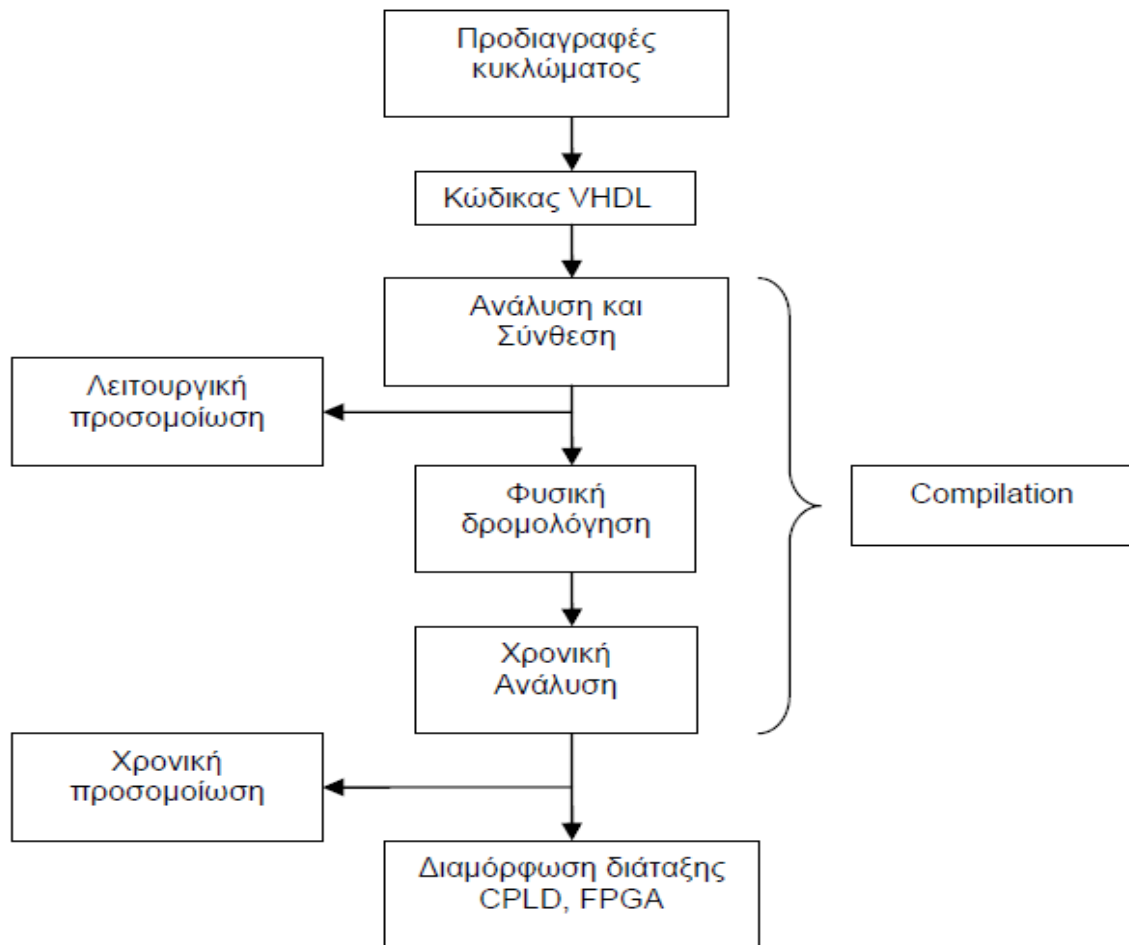 Προδιαγραφές
κυκλώματος
Κώδικας VHDL
Ανάλυση και
Σύνθεση
Λειτουργική
προσομοίωση
Φυσική
δρομολόγηση
Compilation
Χρονική
Ανάλυση
Χρονική
προσομοίωση
Διαμόρφωση διάταξης
CPLD, FPGA